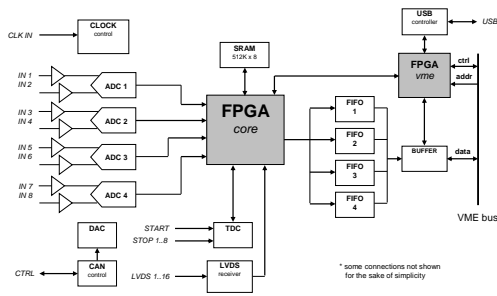 CLOCK
control
CLK IN
USB
controller
USB
SRAM
512K x 8
FPGA
vme
ctrl
addr
IN 1
IN 2
ADC 1
IN 3
IN 4
ADC 2
IN 5
IN 6
ADC 3
IN 7
IN 8
ADC 4
FPGA
core
FIFO
1
FIFO
2
FIFO
3
FIFO
4
BUFFER
data
VME bus
DAC
START
STOP 1..8
TDC
CTRL
CAN
control
LVDS 1..16
LVDS
receiver
* some connections not shown
for the sake of simplicity